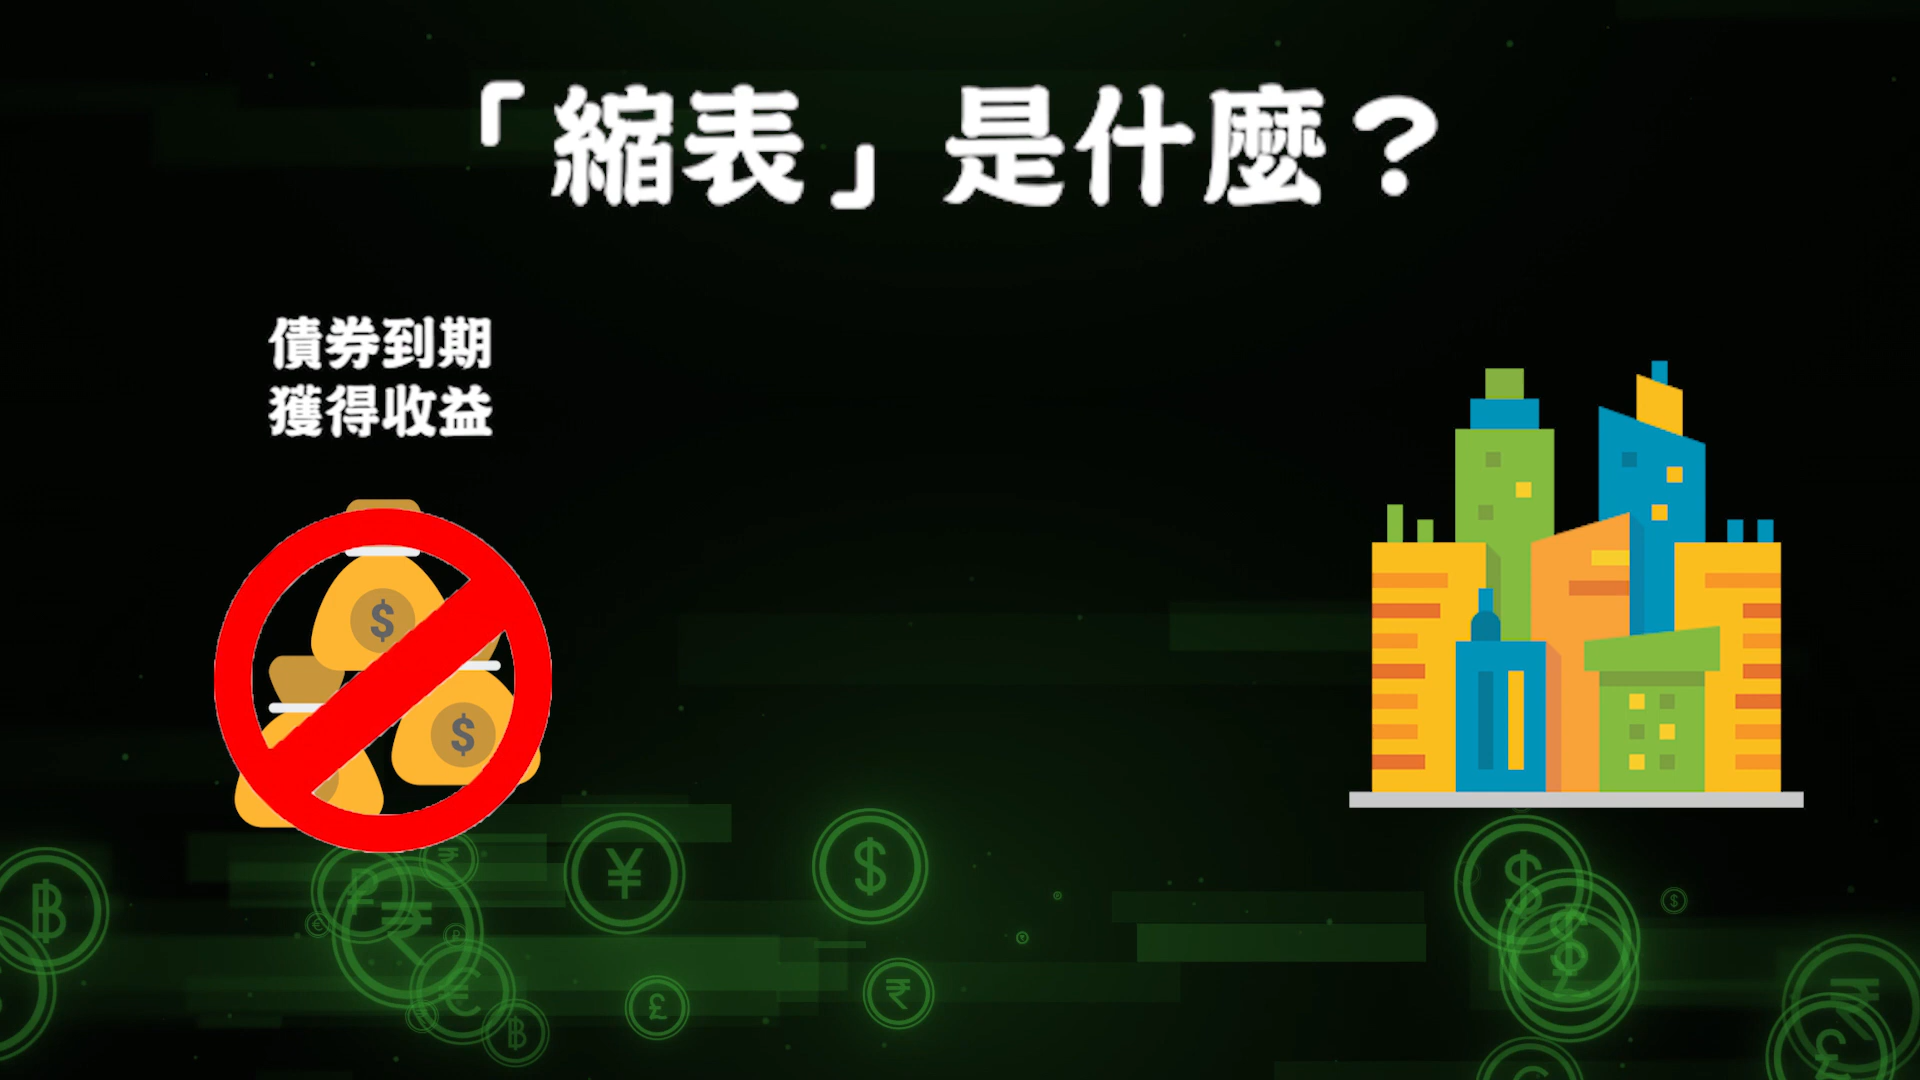 「縮表」是什麼？
債券到期
獲得收益
$
$